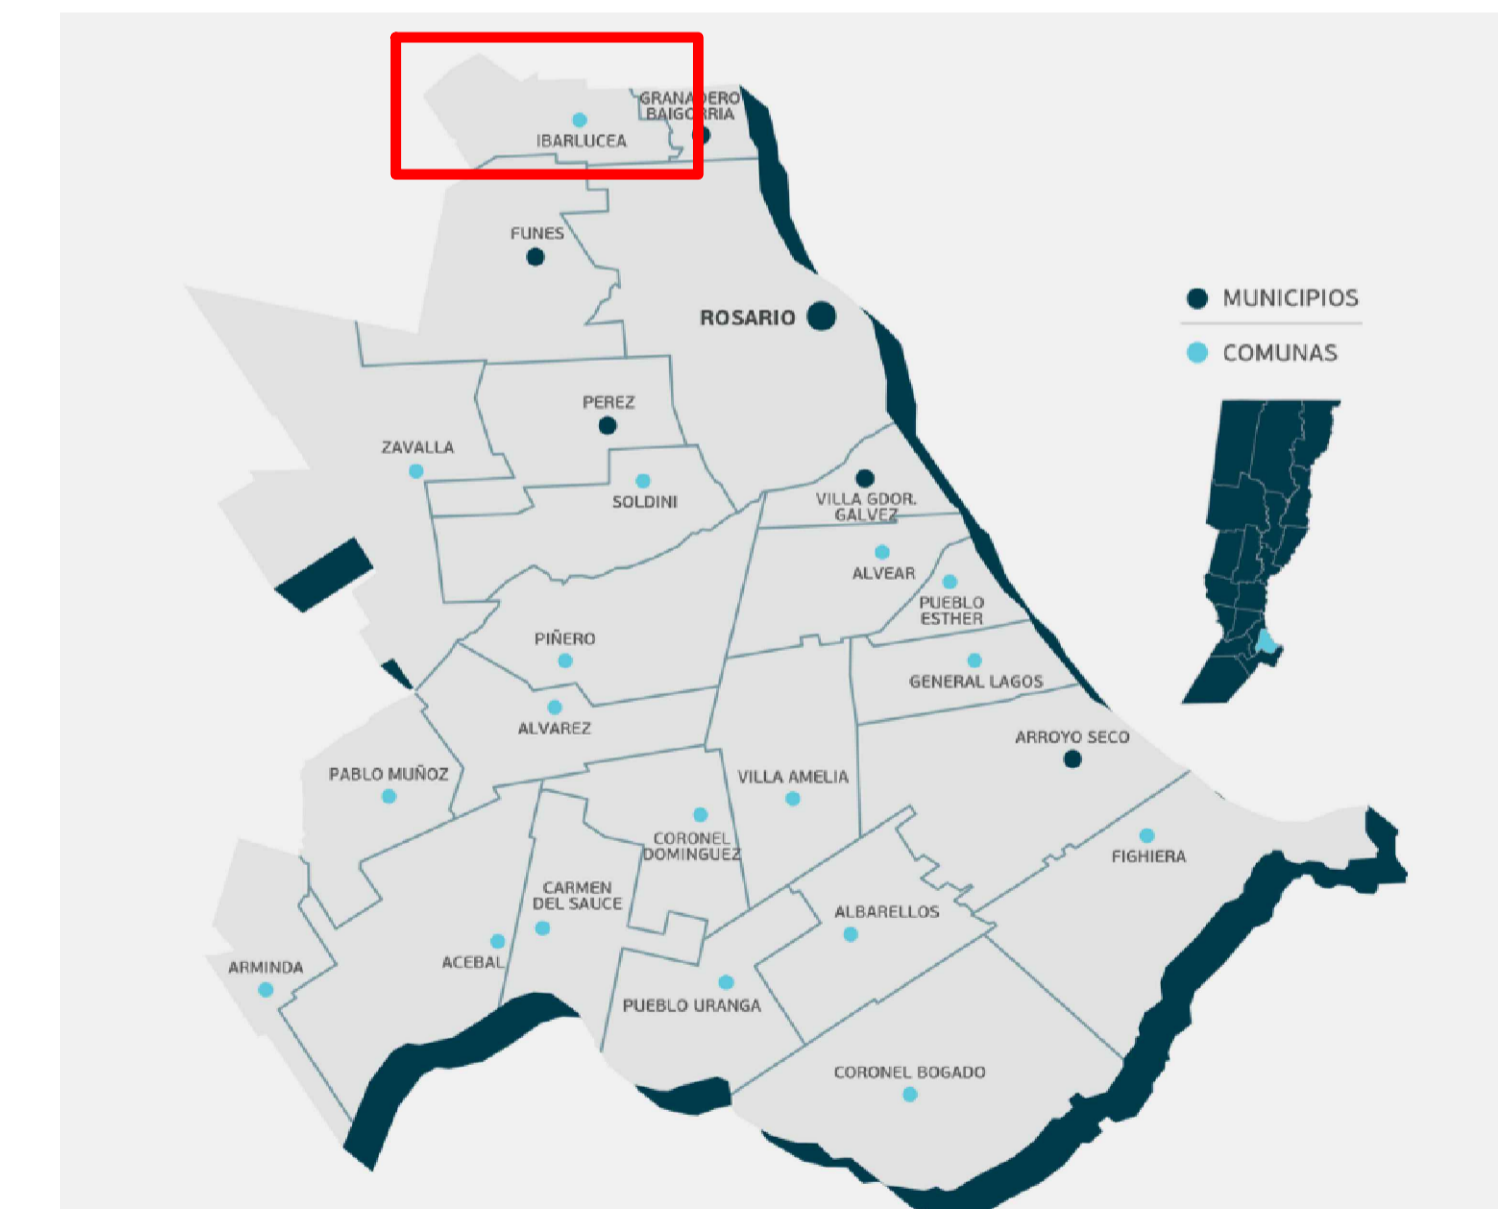 GRANADERO
BAIGORRIA
IBARLUCEA
FUNES
MUNICIPIOS
ROSARIO
COMUNAS
PEREZ
ZAVALLA
SOLDINI
VILLA GDOR.
GALVEZ
ALVEAR
PUEBLO
ESTHER
PIÑERO
GENERAL LAGOS
ALVAREZ
ARROYO SECO
PABLO MUÑOZ
VILLA AMELIA
CORONEL
DOMINGUEZ
FIGHIERA
CARMEN
DEL SAUCE
ALBARELLOS
ACEBAL
ARMINDA
PUEBLO URANGA
CORONEL BOGADO